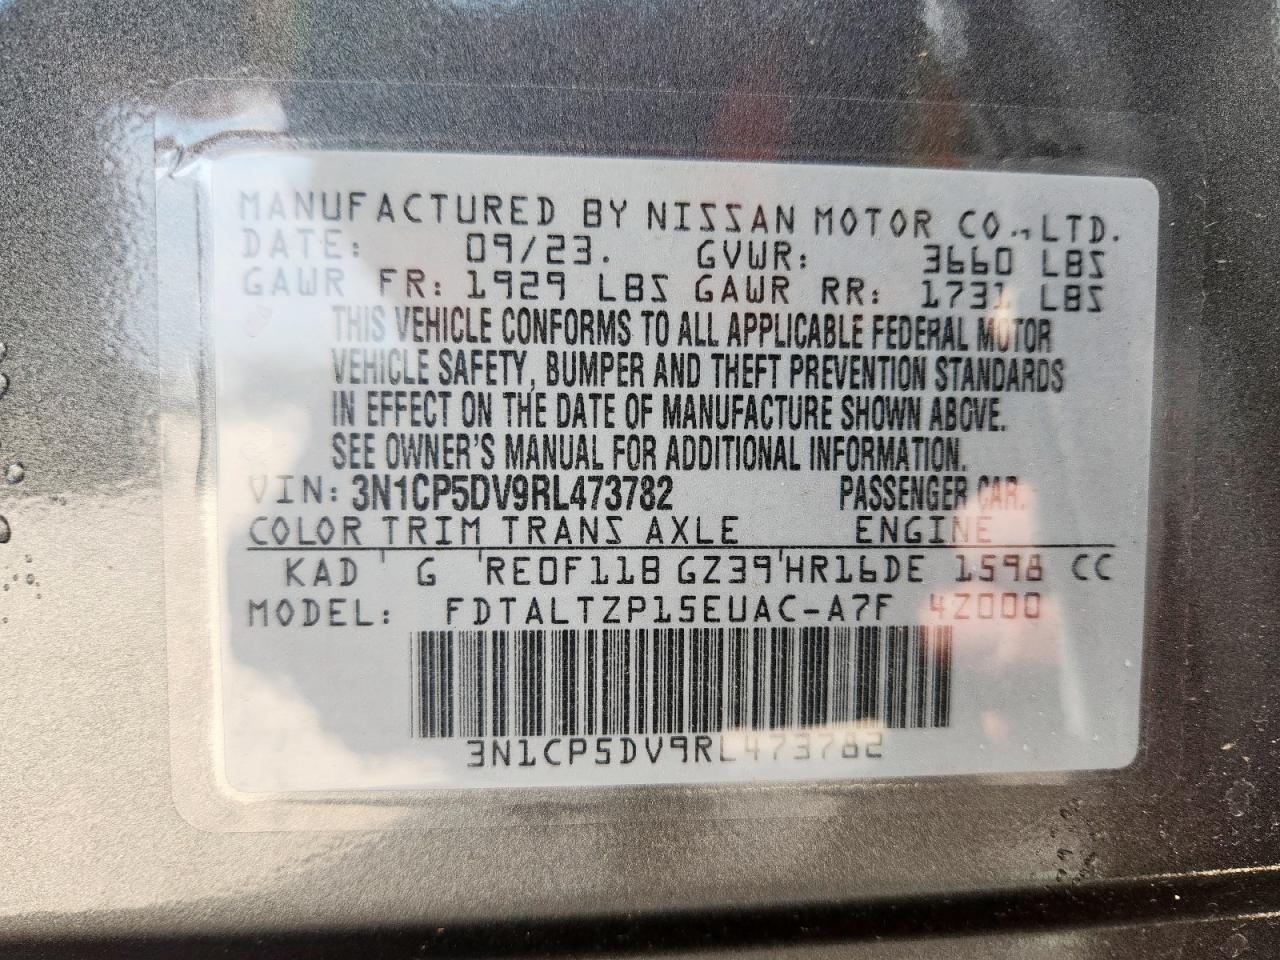 MANUFACTURED BY NISSAN MOTOR CO., LTD.
DATE: 09/23. GVWR: 3660 LBS
GAWR FR: 1929 LBS GAWR RR: 1731 LBS
THIS VEHICLE CONFORMS TO ALL APPLICABLE FEDERAL MOTOR
VEHICLE SAFETY, BUMPER AND THEFT PREVENTION STANDARDS
IN EFFECT ON THE DATE OF MANUFACTURE SHOWN ABOVE.
SEE OWNER'S MANUAL FOR ADDITIONAL INFORMATION.
VIN: 3N1CP5DV9RL473782 PASSENGER CAR.
COLOR TRIM TRANS AXLE ENGINE
KAD G RE0F11B GZ39 HR16DE 1598 CC
MODEL: FDTALTZP15EUAC-A7F 4Z000
3N1CP5DV9RL473782